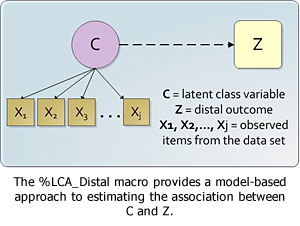 C
Z
X1 X2 X3 ... Xj
C = latent class variable
Z = distal outcome
X1, X2,..., Xj = observed
items from the data set
The %LCA_Distal macro provides a model-based
approach to estimating the association between
C and Z.